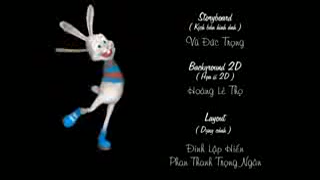 Storyboard
( Kịch bản hình ảnh )
Vũ Đức Trọng
Background 2D
( Họa sĩ 2D )
Hoàng Lê Thọ
Layout
( Dựng cảnh )
Đinh Lập Hiển
Phan Thanh Trọng Ngân